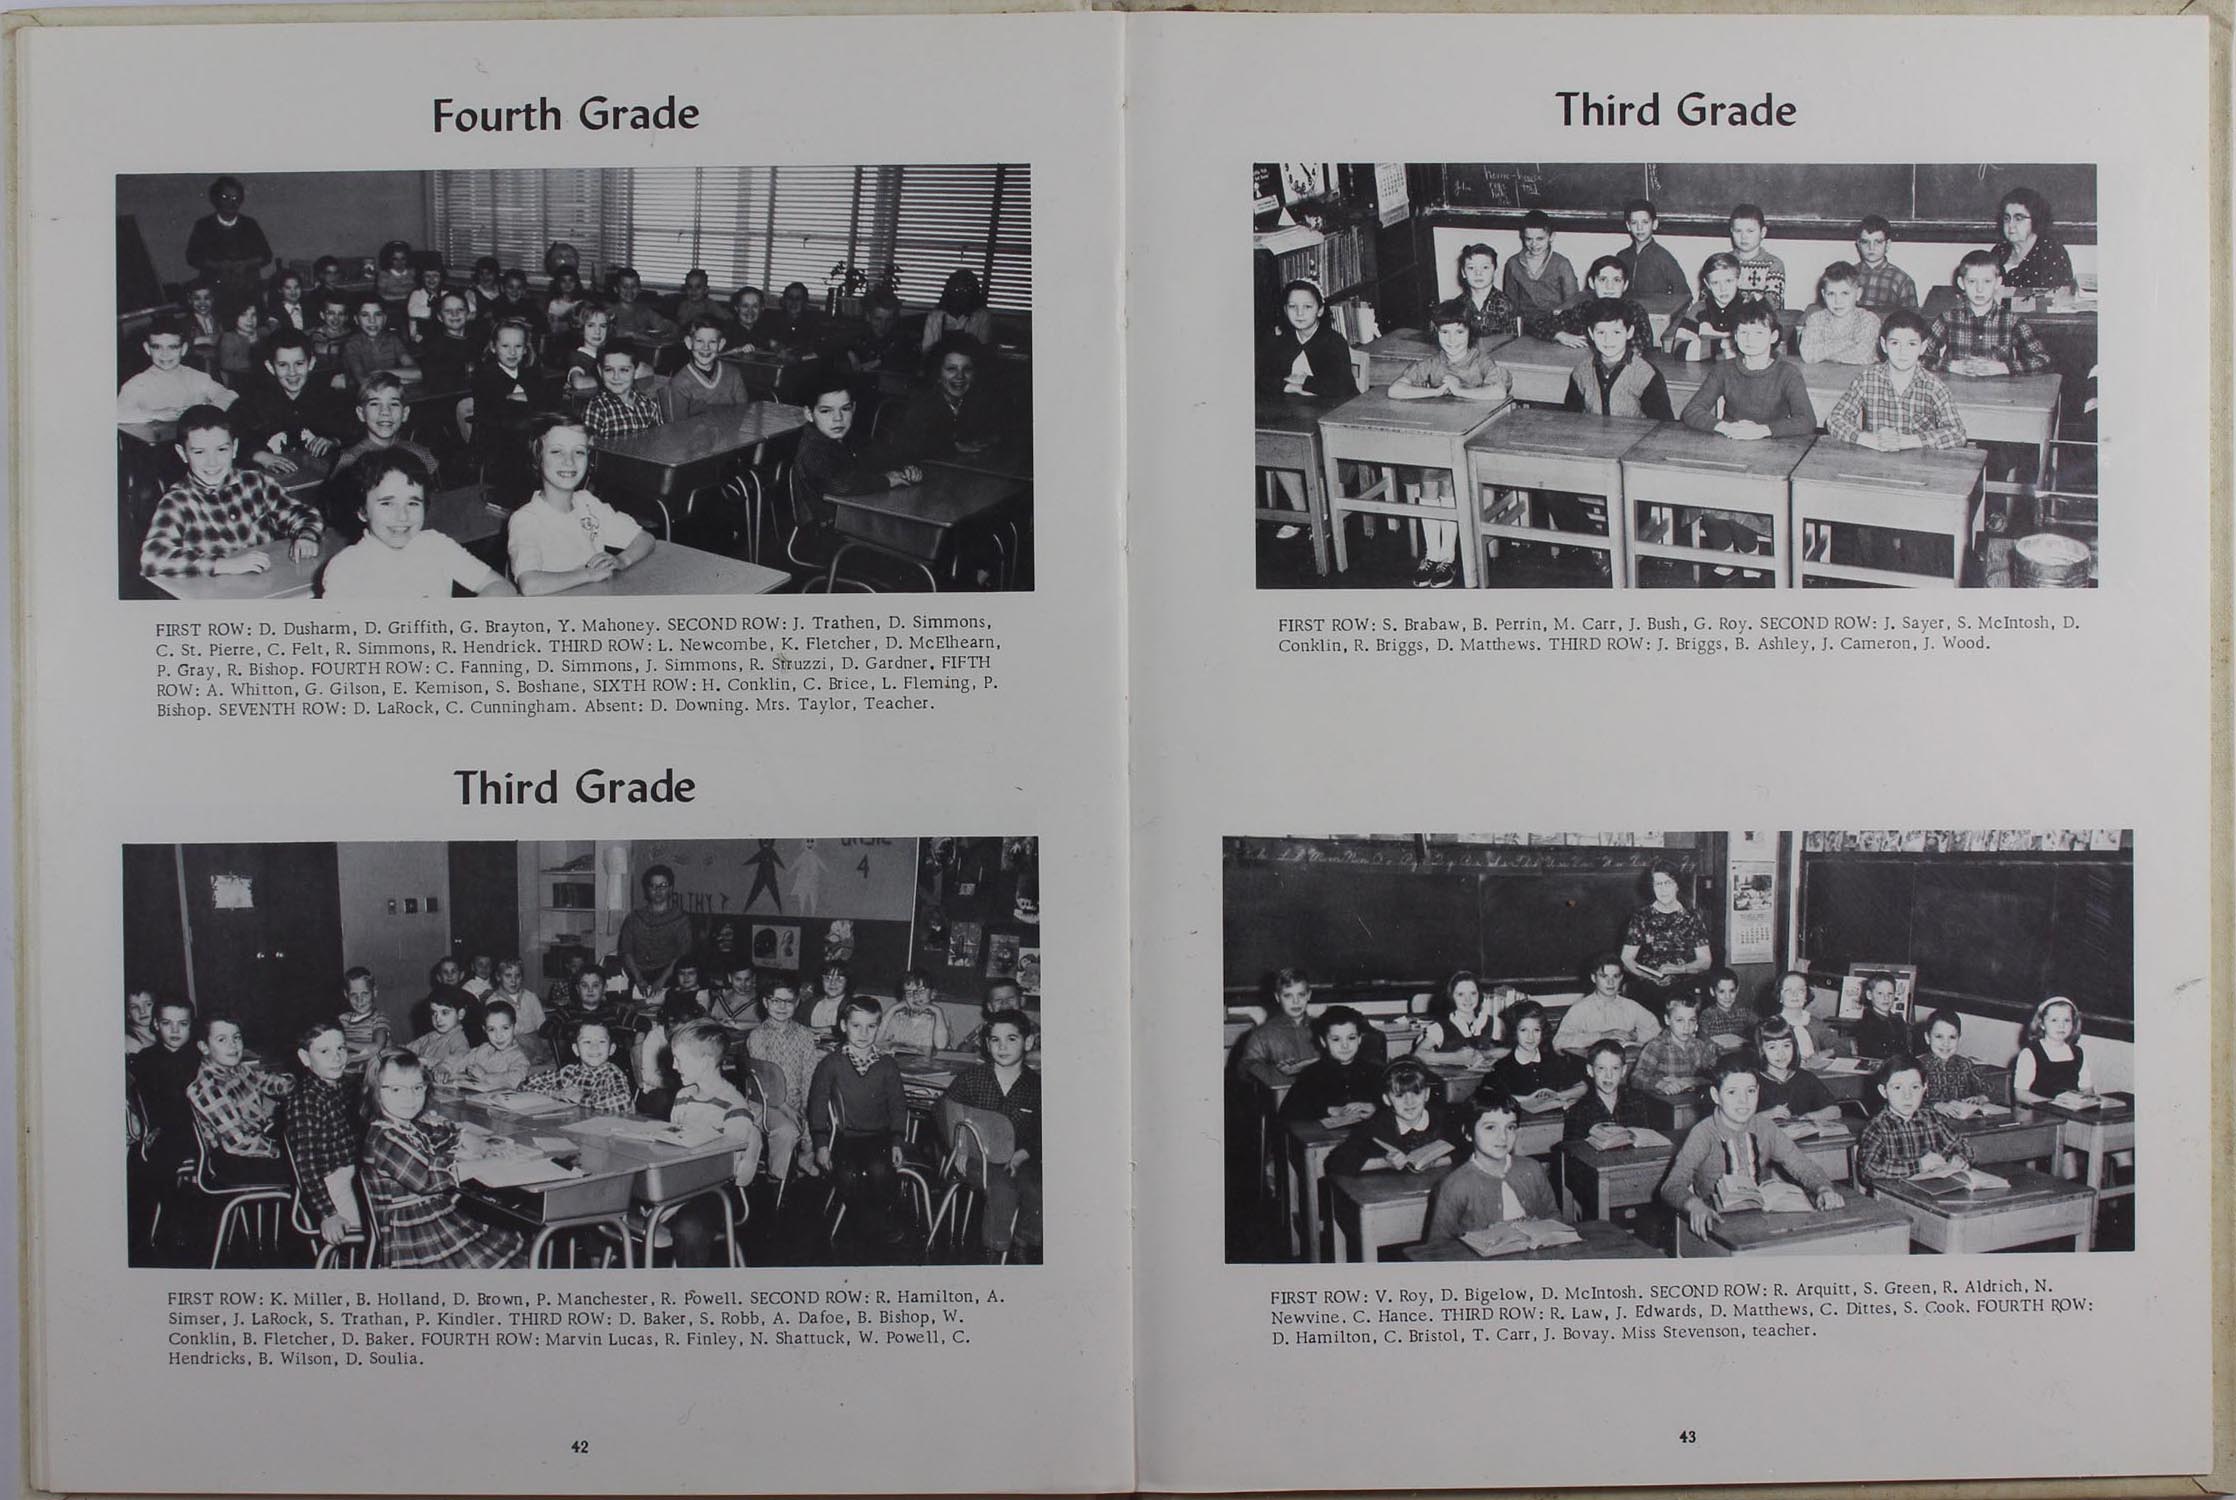 Fourth Grade
FIRST ROW: D. Dusharm, D. Griffith, G. Brayton, Y. Mahoney. SECOND ROW: J. Trathen, D. Simmons,
C. St. Pierre, C. Felt, R. Simmons, R. Hendrick. THIRD ROW: L. Newcombe, K. Fletcher, D. McElhearn,
P. Gray, R. Bishop. FOURTH ROW: C. Fanning, D. Simmons, J. Simmons, R. Struzzi, D. Gardner. FIFTH
ROW: A. Whitton, G. Gilson, E. Kemison, S. Boshane, SIXTH ROW: H. Conklin, C. Brice, L. Fleming, P.
Bishop. SEVENTH ROW: D. LaRock, C. Cunningham. Absent: D. Downing. Mrs. Taylor, Teacher.
Third Grade
4
FIRST ROW: K. Miller, B. Holland, D. Brown, P. Manchester, R. Powell. SECOND ROW: R. Hamilton, A.
Simser, J. LaRock, S. Trathan, P. Kindler. THIRD ROW: D. Baker, S. Robb, A. Dafoe, B. Bishop, W.
Conklin, B. Fletcher, D. Baker. FOURTH ROW: Marvin Lucas, R. Finley, N. Shattuck, W. Powell, C.
Hendricks, B. Wilson, D. Soulia.
42
Third Grade
FIRST ROW: S. Brabaw, B. Perrin, M. Carr, J. Bush, G. Roy. SECOND ROW: J. Sayer, S. McIntosh, D.
Conklin, R. Briggs, D. Matthews. THIRD ROW: J. Briggs, B. Ashley, J. Cameron, J. Wood.
FIRST ROW: V. Roy, D. Bigelow, D. McIntosh. SECOND ROW: R. Arquitt, S. Green, R. Aldrich, N.
Newvine. C. Hance. THIRD ROW: R. Law, J. Edwards, D. Matthews, C. Dittes, S. Cook. FOURTH ROW:
D. Hamilton, C. Bristol, T. Carr, J. Bovay. Miss Stevenson, teacher.
43